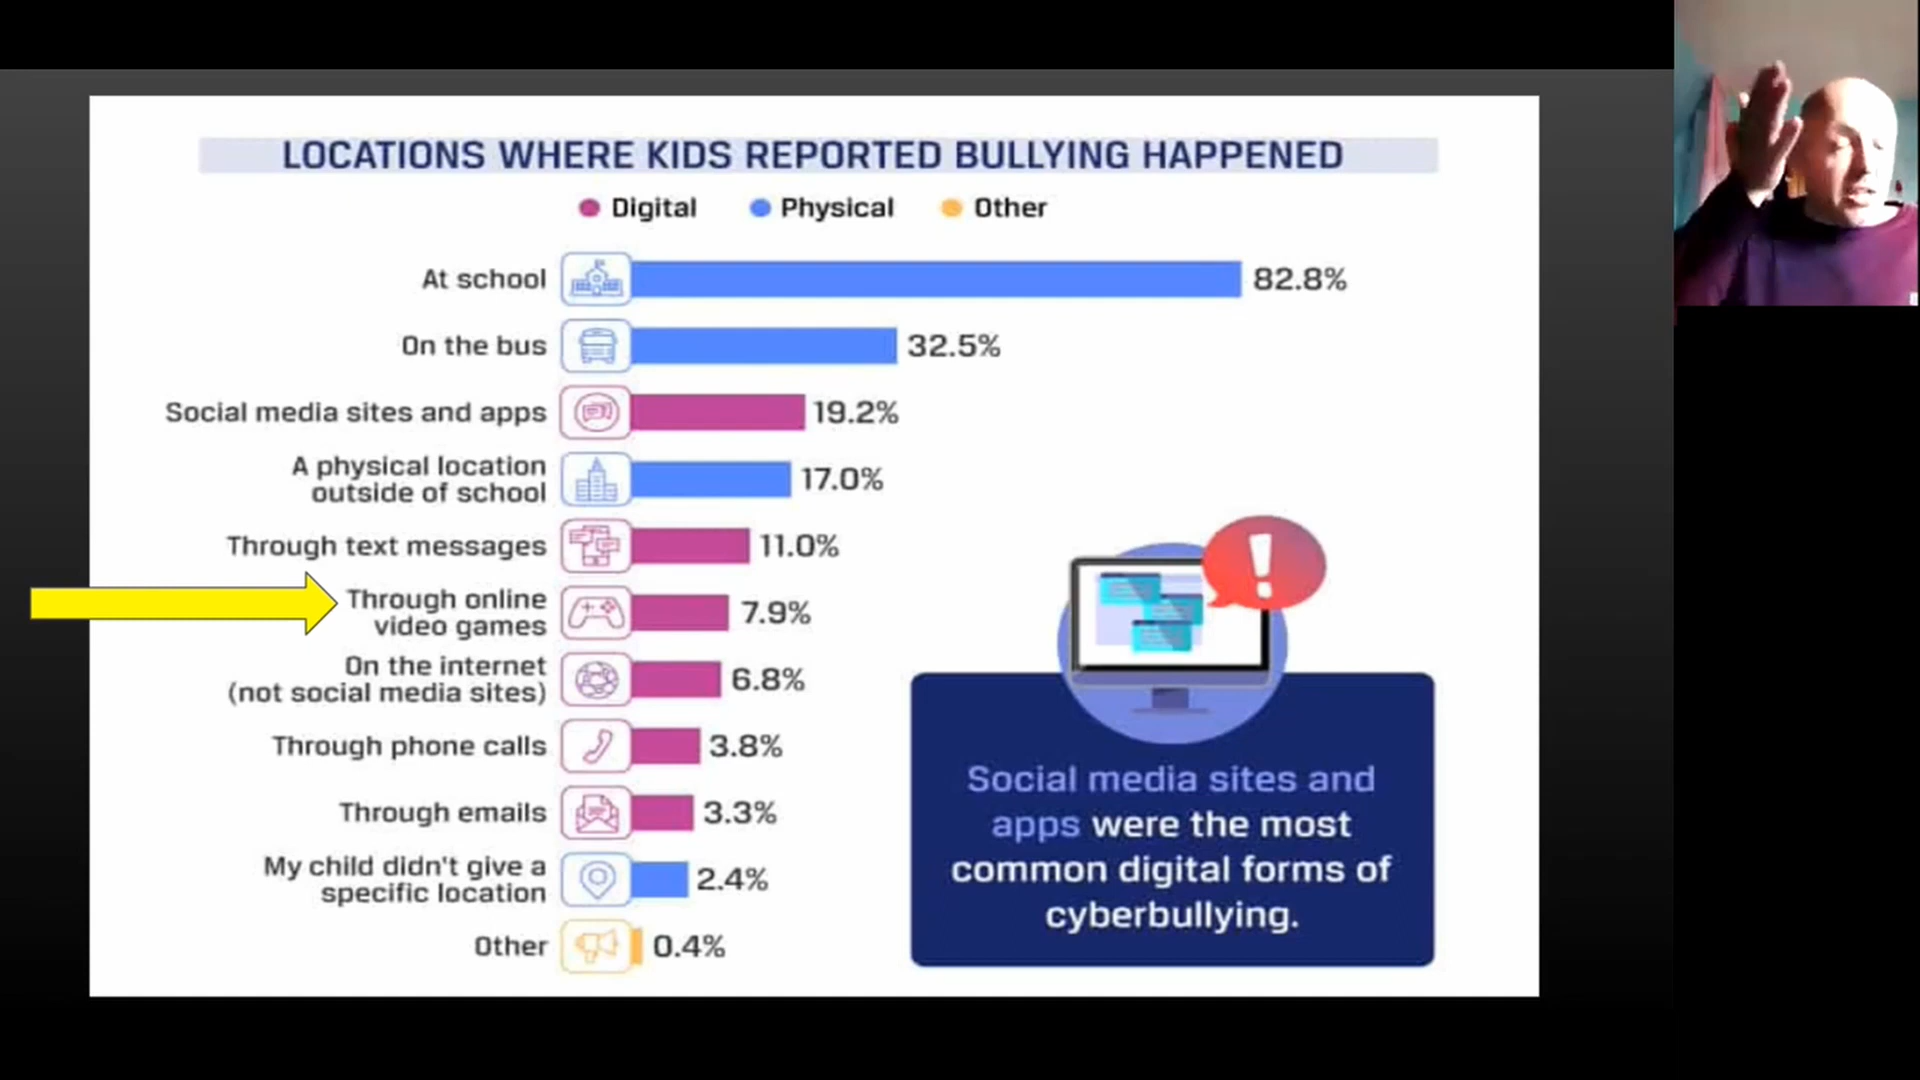 LOCATIONS WHERE KIDS REPORTED BULLYING HAPPENED
Digital Physical Other
At school 82.8%
On the bus 32.5%
Social media sites and apps 19.2%
A physical location
outside of school 17.0%
Through text messages 11.0%
Through online
video games 7.9%
On the internet
(not social media sites) 6.8%
Through phone calls 3.8%
Through emails 3.3%
My child didn't give a
specific location 2.4%
Other 0.4%
Social media sites and
apps were the most
common digital forms of
cyberbullying.